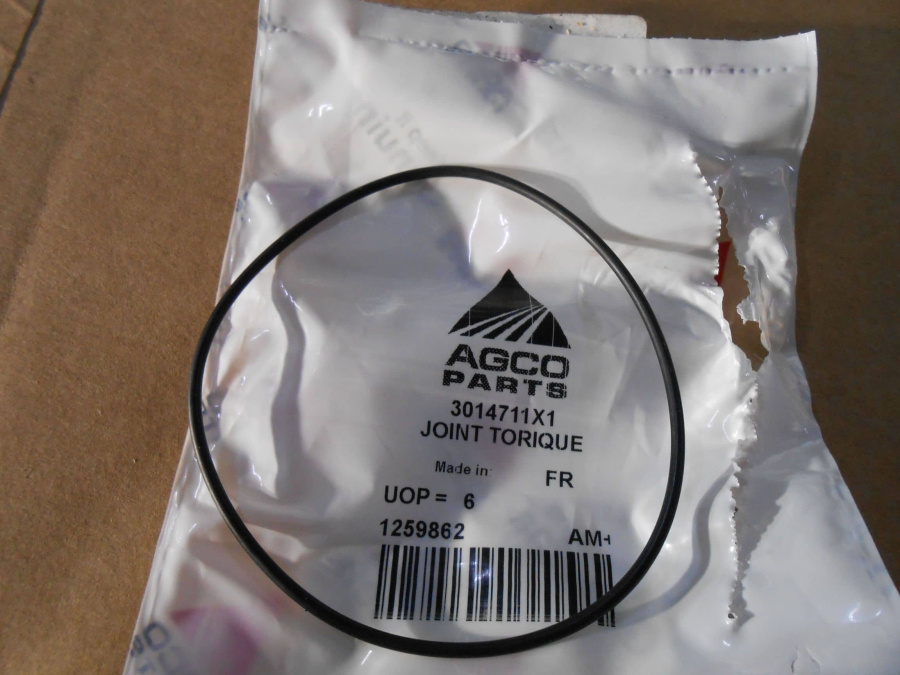 AGCO
PARTS
3014711X1
JOINT TORIQUE
Made in: FR
UOP = 6
1259862 AM